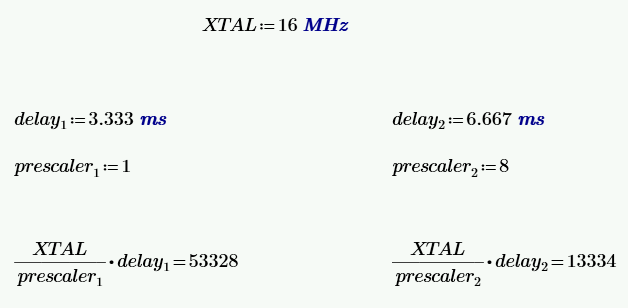 XTAL:=16 MHz
delay₁:=3.333 ms
delay₂:=6.667 ms
prescaler₁:=1
prescaler₂:=8
XTAL/prescaler₁ · delay₁=53328
XTAL/prescaler₂ · delay₂=13334